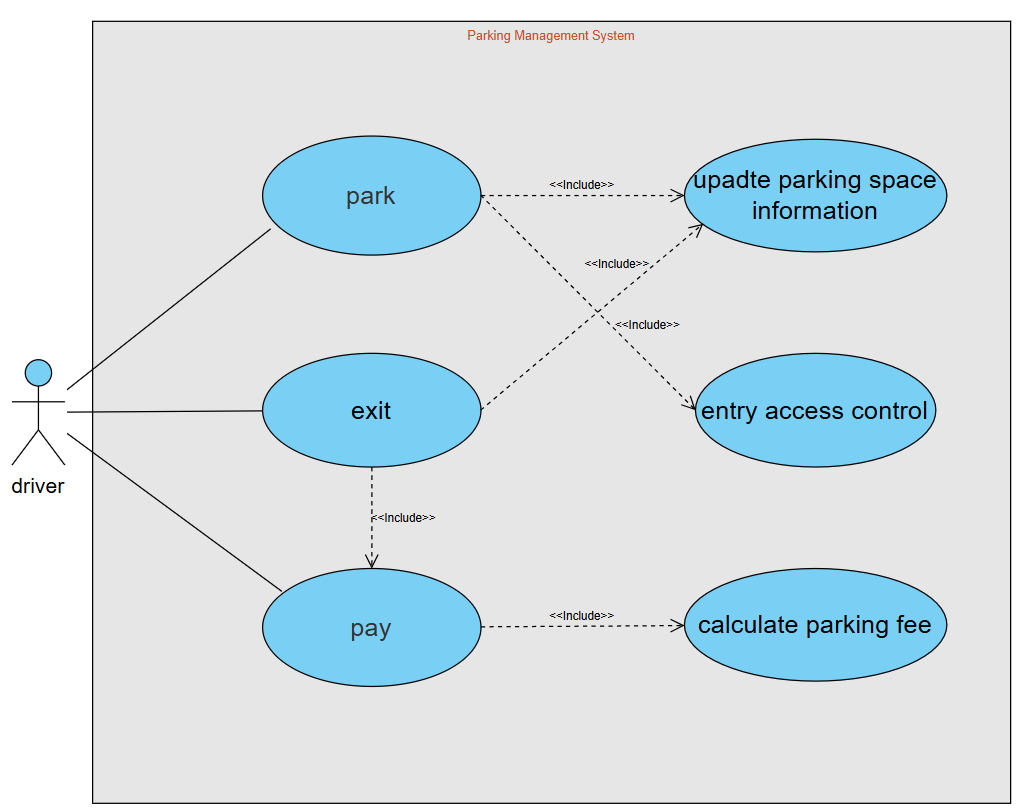 Parking Management System
park
<<Include>>
upadte parking space
information
<<Include>>
<<Include>>
driver
exit
entry access control
<<Include>>
pay
<<Include>>
calculate parking fee